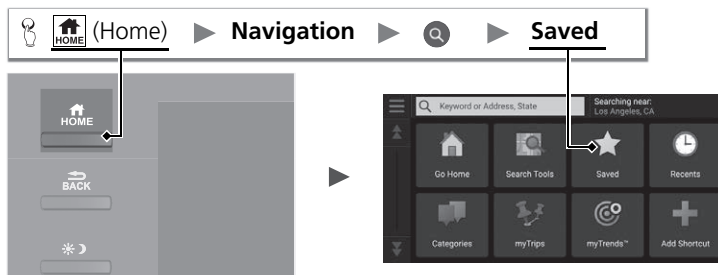 HOME (Home) Navigation Saved
HOME
BACK
Keyword or Address, State
Searching near:
Los Angeles, CA
Go Home Search Tools Saved Recents
Categories myTrips myTrends™ Add Shortcut